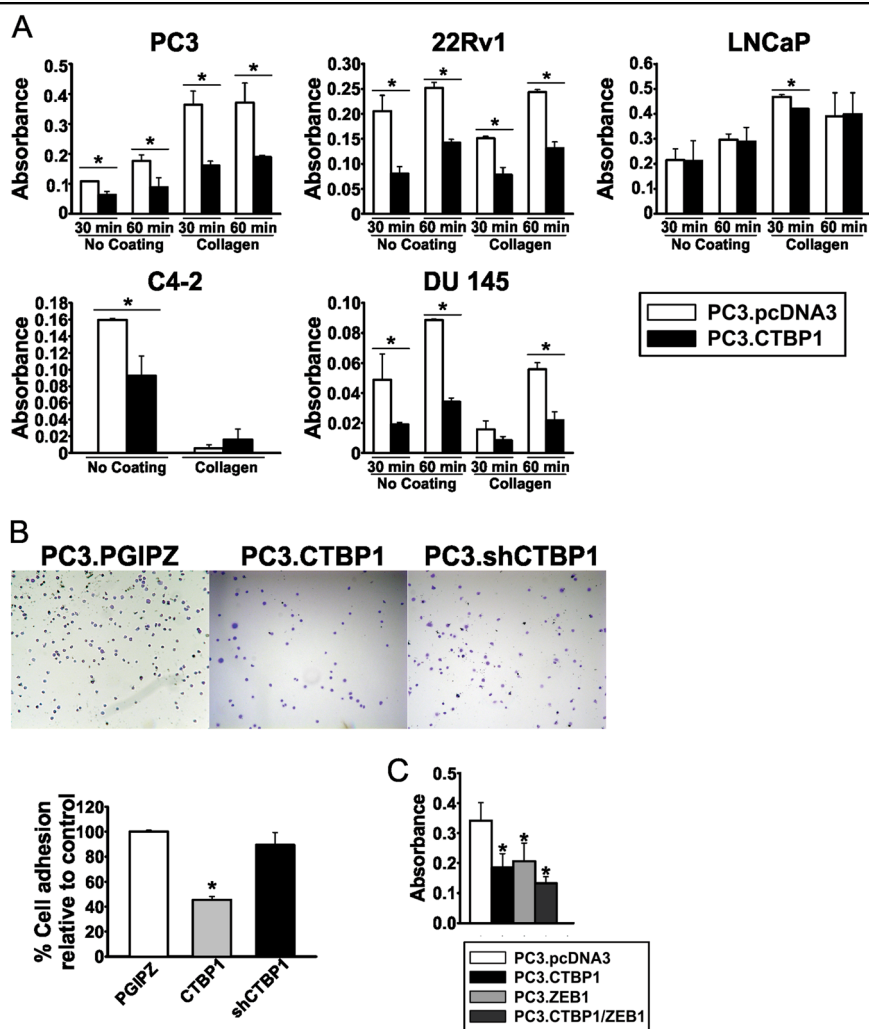 A
PC3
Absorbance
0.5
0.4
0.3
0.2
0.1
0
*
*
*
*
30 min 60 min 30 min 60 min
No Coating Collagen
22Rv1
Absorbance
0.30
0.25
0.20
0.15
0.10
0.05
0
*
*
*
*
30 min 60 min 30 min 60 min
No Coating Collagen
LNCaP
Absorbance
0.6
0.5
0.4
0.3
0.2
0.1
0
*
30 min 60 min 30 min 60 min
No Coating Collagen
C4-2
Absorbance
0.18
0.16
0.14
0.12
0.10
0.08
0.06
0.04
0.02
0
*
No Coating Collagen
DU 145
Absorbance
0.10
0.08
0.06
0.04
0.02
0
*
*
*
30 min 60 min 30 min 60 min
No Coating Collagen
PC3.pcDNA3
PC3.CTBP1
B
PC3.PGIPZ PC3.CTBP1 PC3.shCTBP1
% Cell adhesion
relative to control
120
100
80
60
40
20
0
*
PGIPZ CTBP1 shCTBP1
C
Absorbance
0.5
0.4
0.3
0.2
0.1
0.0
*
*
*
PC3.pcDNA3
PC3.CTBP1
PC3.ZEB1
PC3.CTBP1/ZEB1